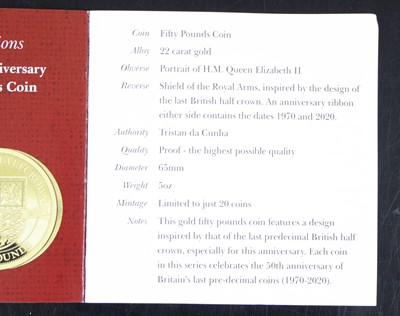 ions
iversary
s Coin
OUN
Coin Fifty Pounds Coin
Alloy 22 carat gold
Obverse Portrait of H.M. Queen Elizabeth II
Reverse Shield of the Royal Arms, inspired by the design of
the last British half crown. An anniversary ribbon
either side contains the dates 1970 and 2020.
Authority Tristan da Cunha
Quality Proof - the highest possible quality
Diameter 65mm
Weight 5oz
Mintage Limited to just 20 coins
Notes This gold fifty pounds coin features a design
inspired by that of the last predecimal British half
crown, especially for this anniversary. Each coin
in this series celebrates the 50th anniversary of
Britain's last pre-decimal coins (1970-2020).